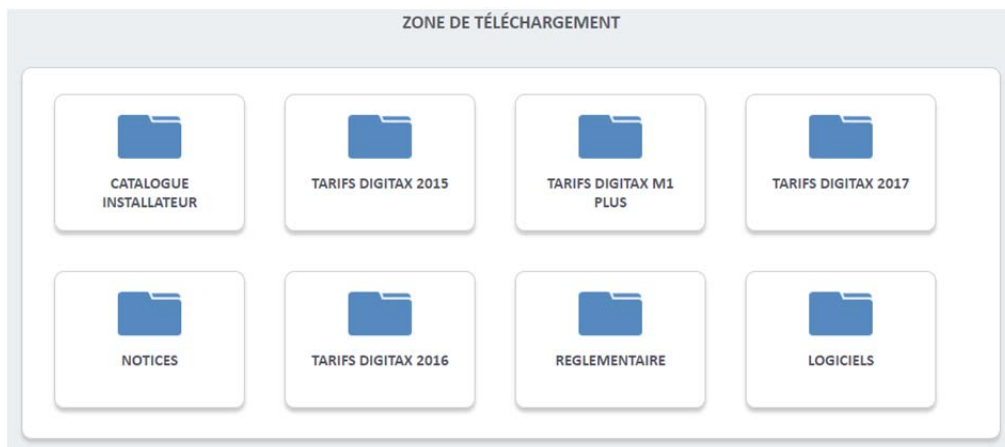 ZONE DE TÉLÉCHARGEMENT
CATALOGUE
INSTALLATEUR
TARIFS DIGITAX 2015
TARIFS DIGITAX M1
PLUS
TARIFS DIGITAX 2017
NOTICES
TARIFS DIGITAX 2016
REGLEMENTAIRE
LOGICIELS